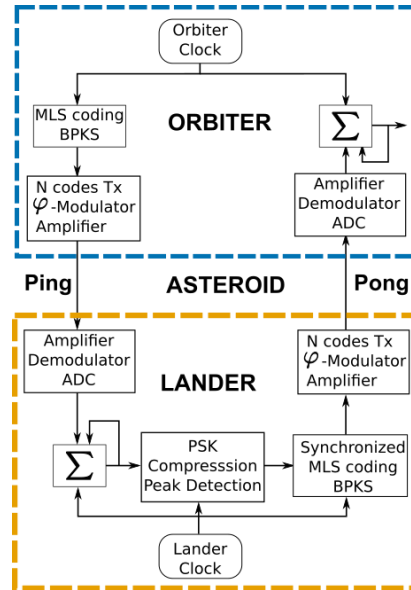 Orbiter
Clock
MLS coding
BPKS
ORBITER
Σ
N codes Tx
φ-Modulator
Amplifier
Amplifier
Demodulator
ADC
Ping
ASTEROID
Pong
Amplifier
Demodulator
ADC
LANDER
N codes Tx
φ-Modulator
Amplifier
Σ
PSK
Compresssion
Peak Detection
Synchronized
MLS coding
BPKS
Lander
Clock